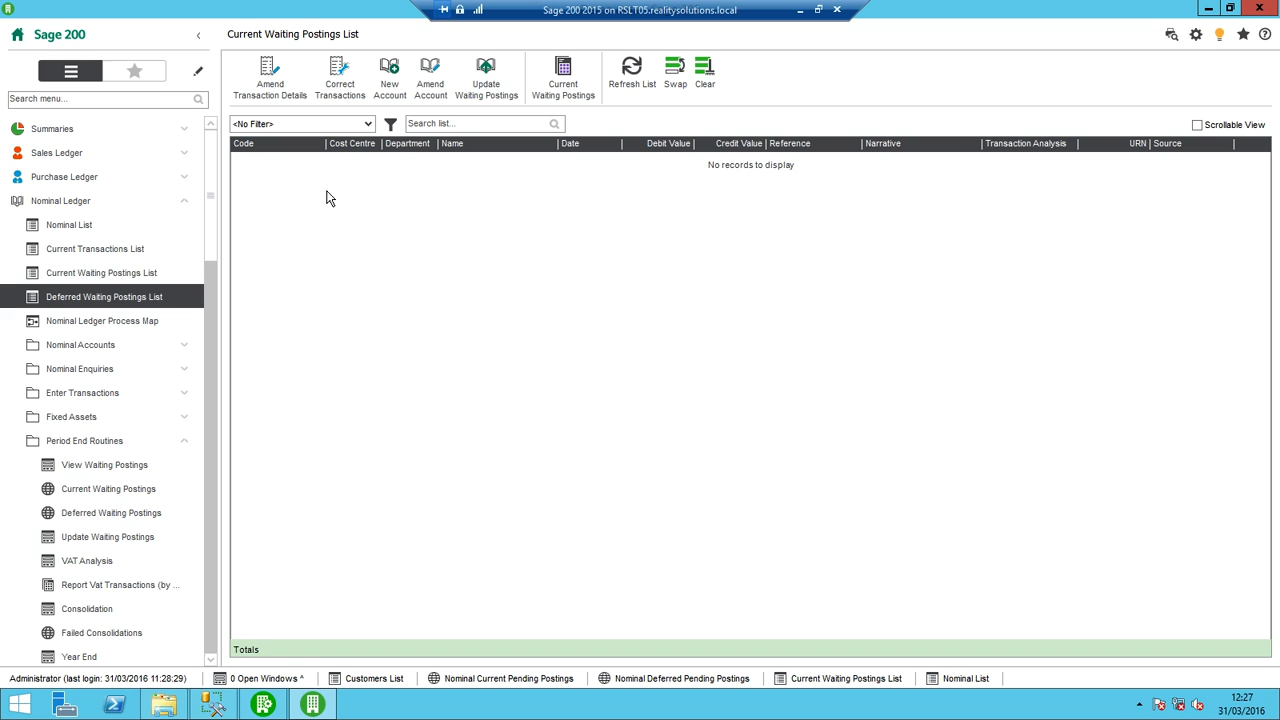 Sage 200 2015 on RSLT05.realitysolutions.local
Sage 200
Current Waiting Postings List
Amend Transaction Details
Correct Transactions
New Account
Amend Account
Update Waiting Postings
Current Waiting Postings
Refresh List
Swap
Clear
Search menu...
<No Filter>
Search list...
Scrollable View
Code
Cost Centre
Department
Name
Date
Debit Value
Credit Value
Reference
Narrative
Transaction Analysis
URN
Source
No records to display
Summaries
Sales Ledger
Purchase Ledger
Nominal Ledger
Nominal List
Current Transactions List
Current Waiting Postings List
Deferred Waiting Postings List
Nominal Ledger Process Map
Nominal Accounts
Nominal Enquiries
Enter Transactions
Fixed Assets
Period End Routines
View Waiting Postings
Current Waiting Postings
Deferred Waiting Postings
Update Waiting Postings
VAT Analysis
Report Vat Transactions (by ...
Consolidation
Failed Consolidations
Year End
Totals
Administrator (last login: 31/03/2016 11:28:29)
0 Open Windows ^
Customers List
Nominal Current Pending Postings
Nominal Deferred Pending Postings
Current Waiting Postings List
Nominal List
12:27
31/03/2016